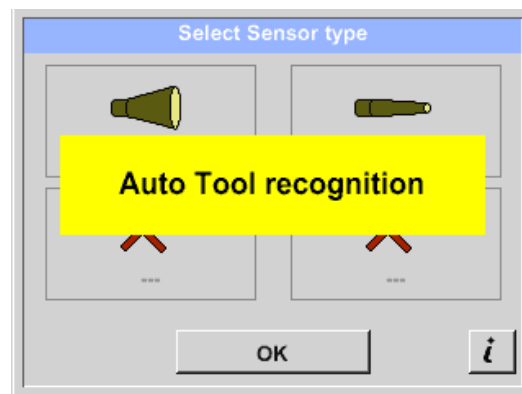 Select Sensor type
Auto Tool recognition
--- ---
OK
i